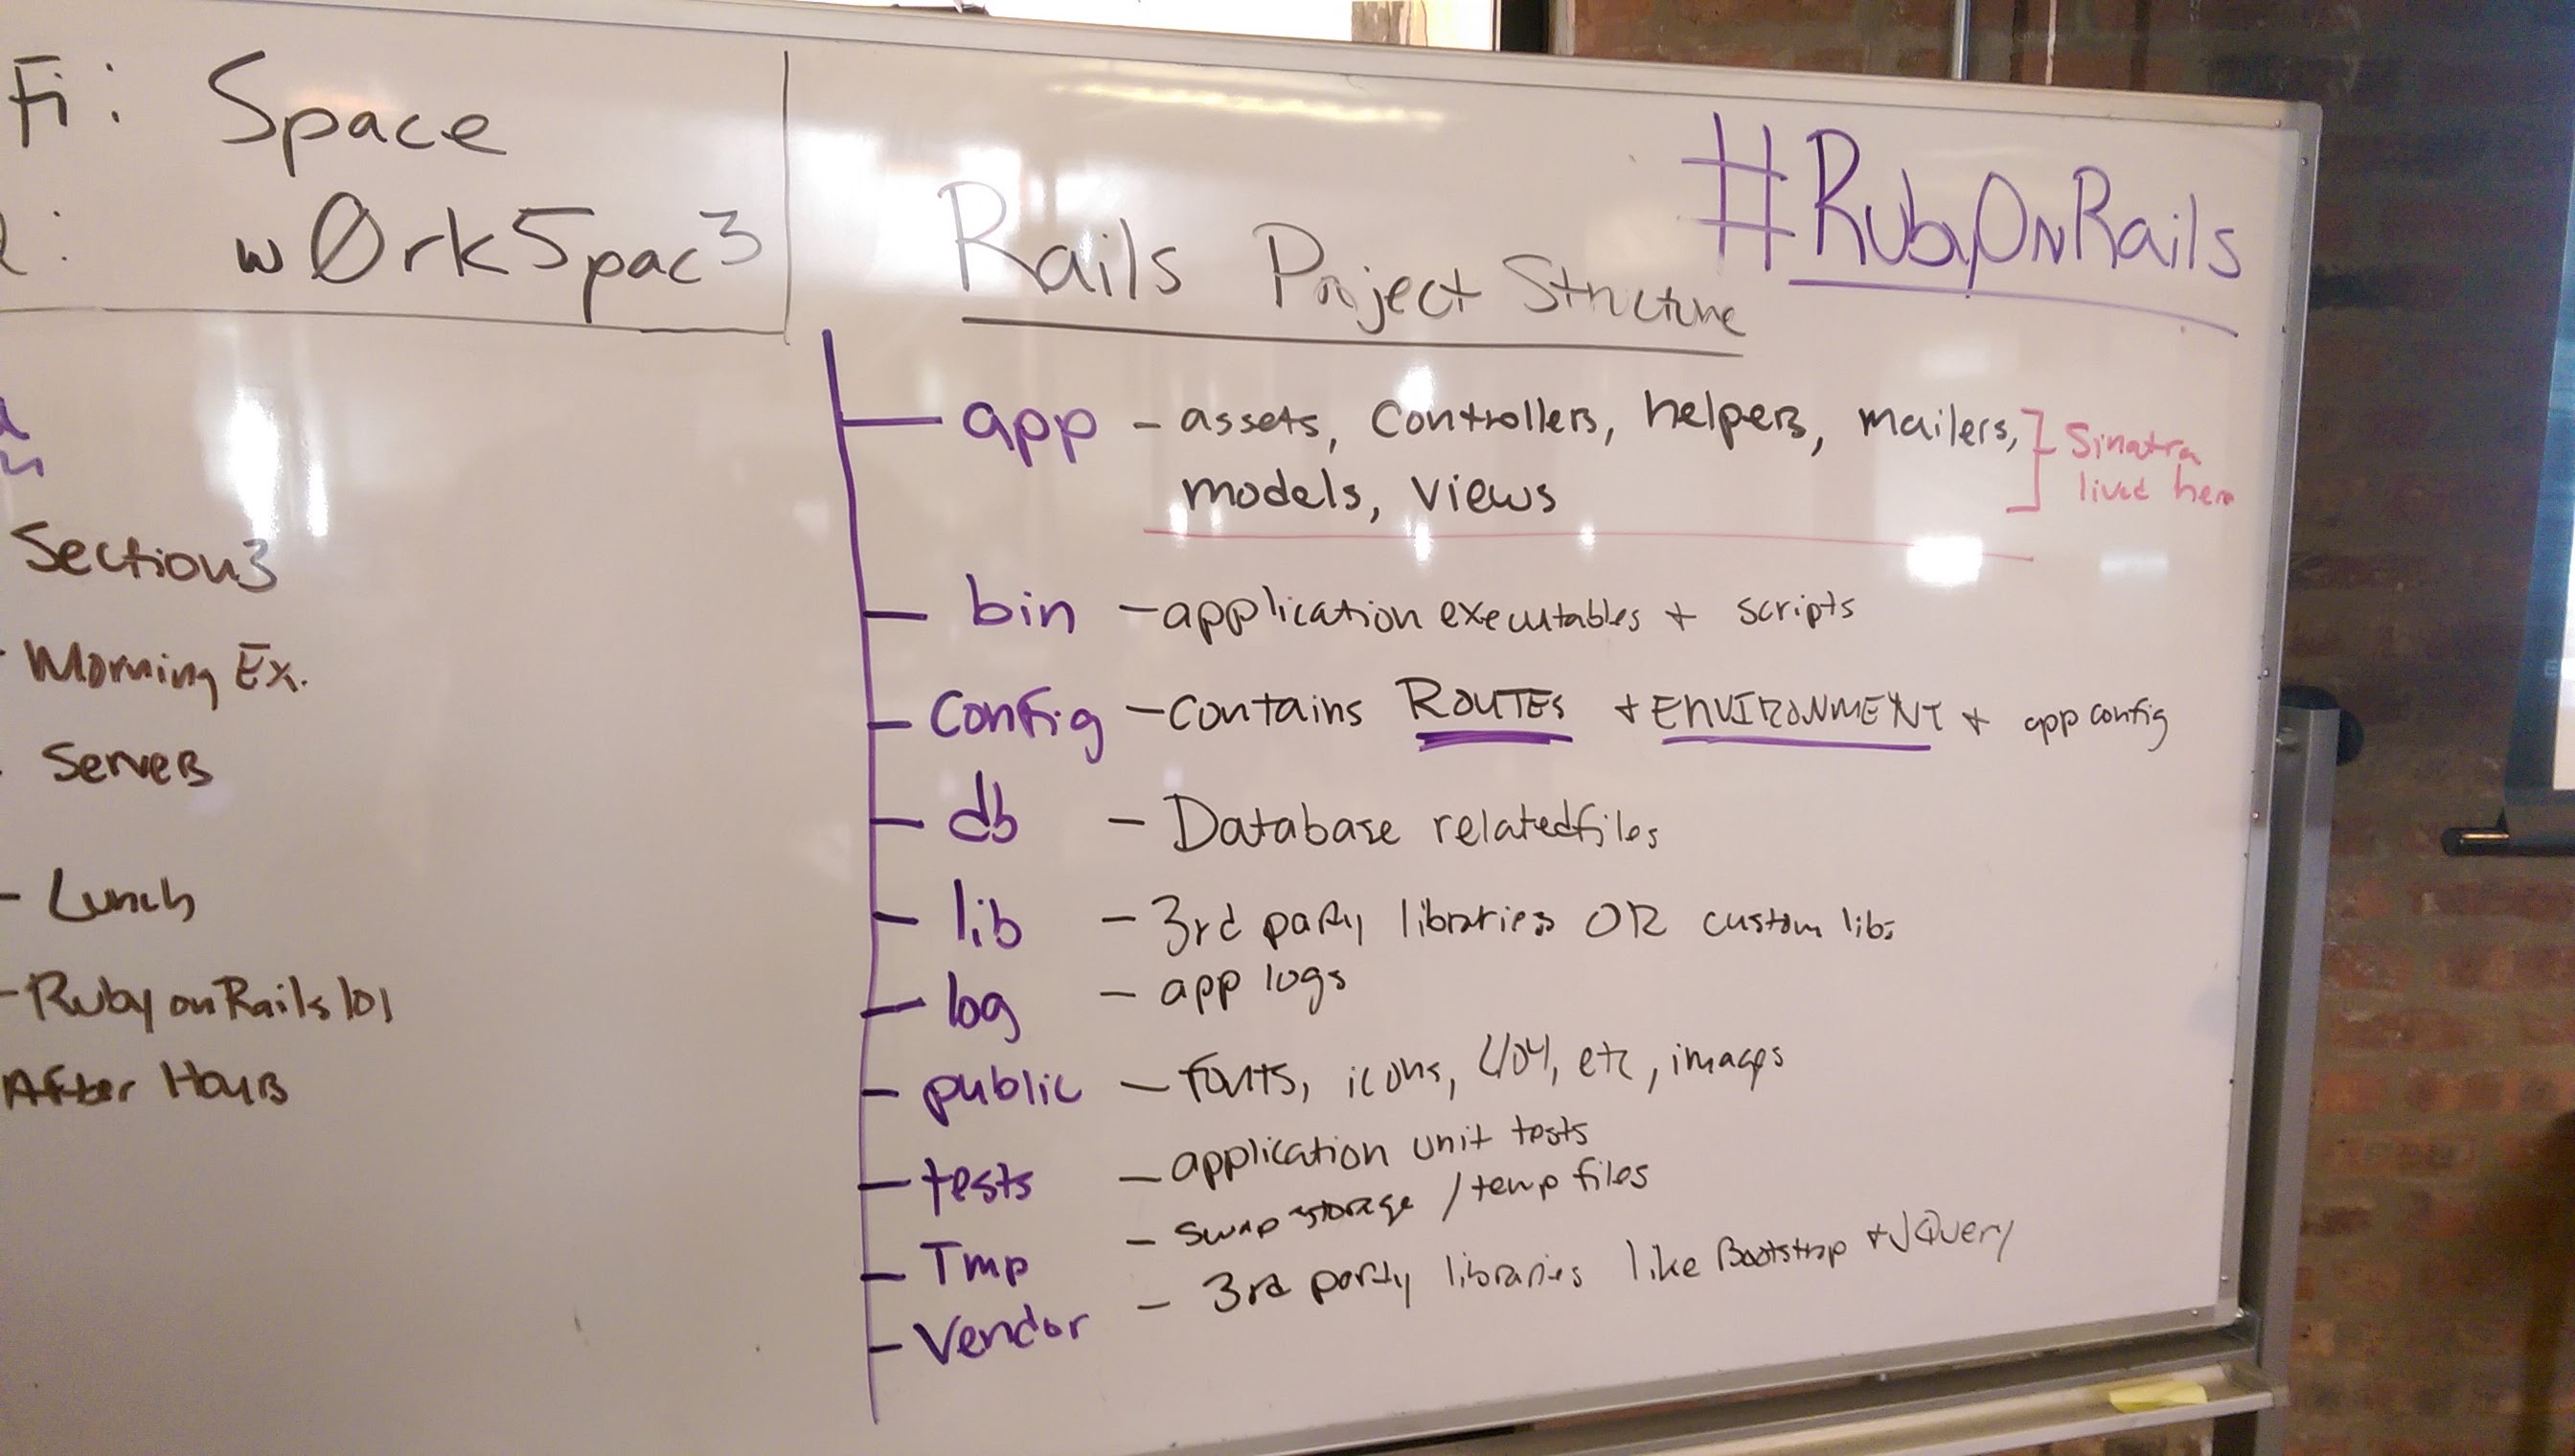 Fi: Space
: w0rk5pac3
Section3
Morning Ex.
Servers
- Lunch
- Ruby on Rails 101
After Hours
#RubyOnRails
Rails Project Structure
app - assets, Controllers, helpers, mailers,
models, views
Sinatra
lived here
bin - application executables + scripts
Config - Contains ROUTES + ENVIRONMENT + app config
db - Database related files
lib - 3rd party libraries OR custom libs
log - app logs
public - fonts, icons, 404, etc, images
tests - application unit tests
Tmp - swap storage / temp files
Vendor - 3rd party libraries like Bootstrap + JQuery